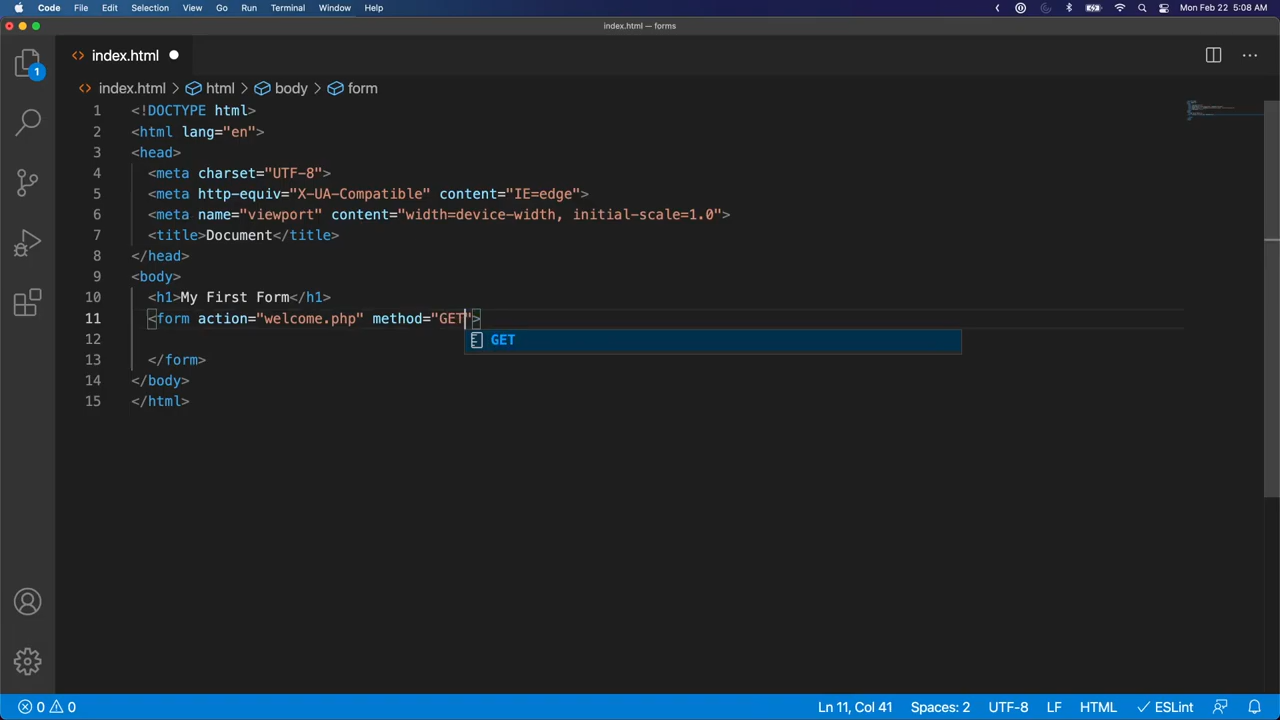 Code File Edit Selection View Go Run Terminal Window Help Mon Feb 22 5:08 AM
index.html — forms
index.html
1
index.html > html > body > form
1 <!DOCTYPE html>
2 <html lang="en">
3 <head>
4 <meta charset="UTF-8">
5 <meta http-equiv="X-UA-Compatible" content="IE=edge">
6 <meta name="viewport" content="width=device-width, initial-scale=1.0">
7 <title>Document</title>
8 </head>
9 <body>
10 <h1>My First Form</h1>
11 <form action="welcome.php" method="GET">
12
GET
13 </form>
14 </body>
15 </html>
0 0 Ln 11, Col 41 Spaces: 2 UTF-8 LF HTML ESLint